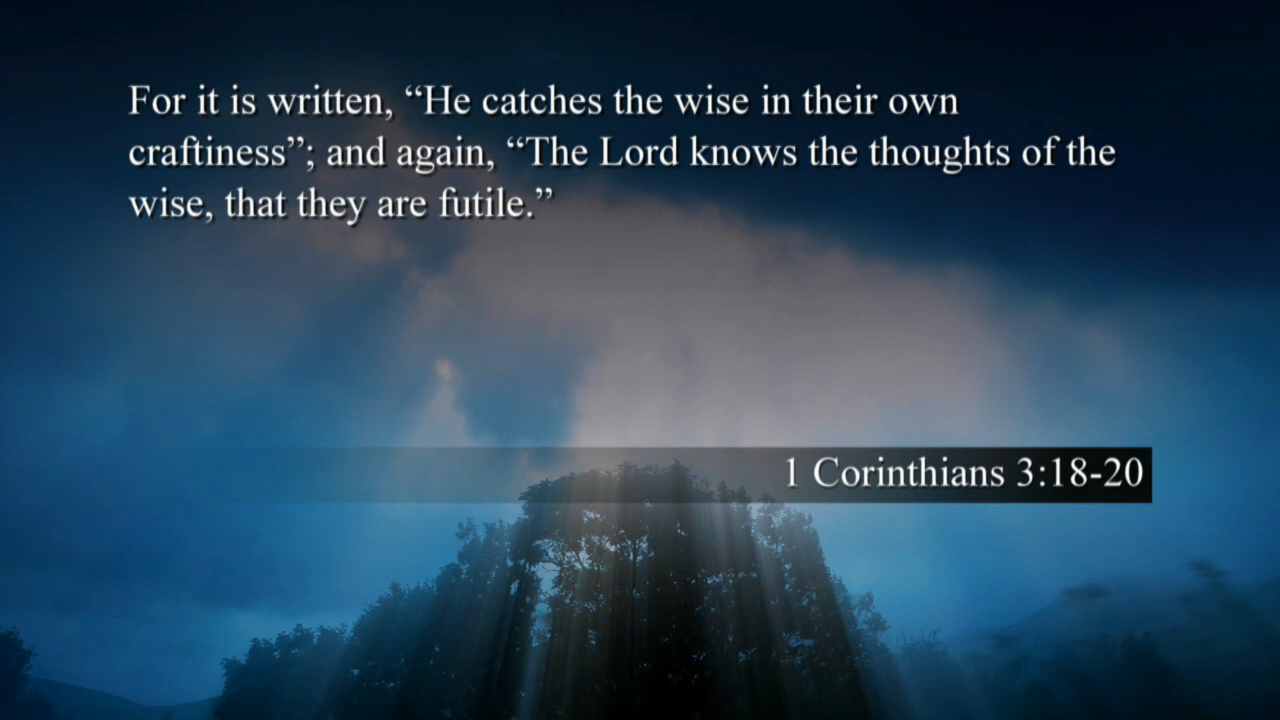 For it is written, “He catches the wise in their own
craftiness”; and again, “The Lord knows the thoughts of the
wise, that they are futile.”
1 Corinthians 3:18-20